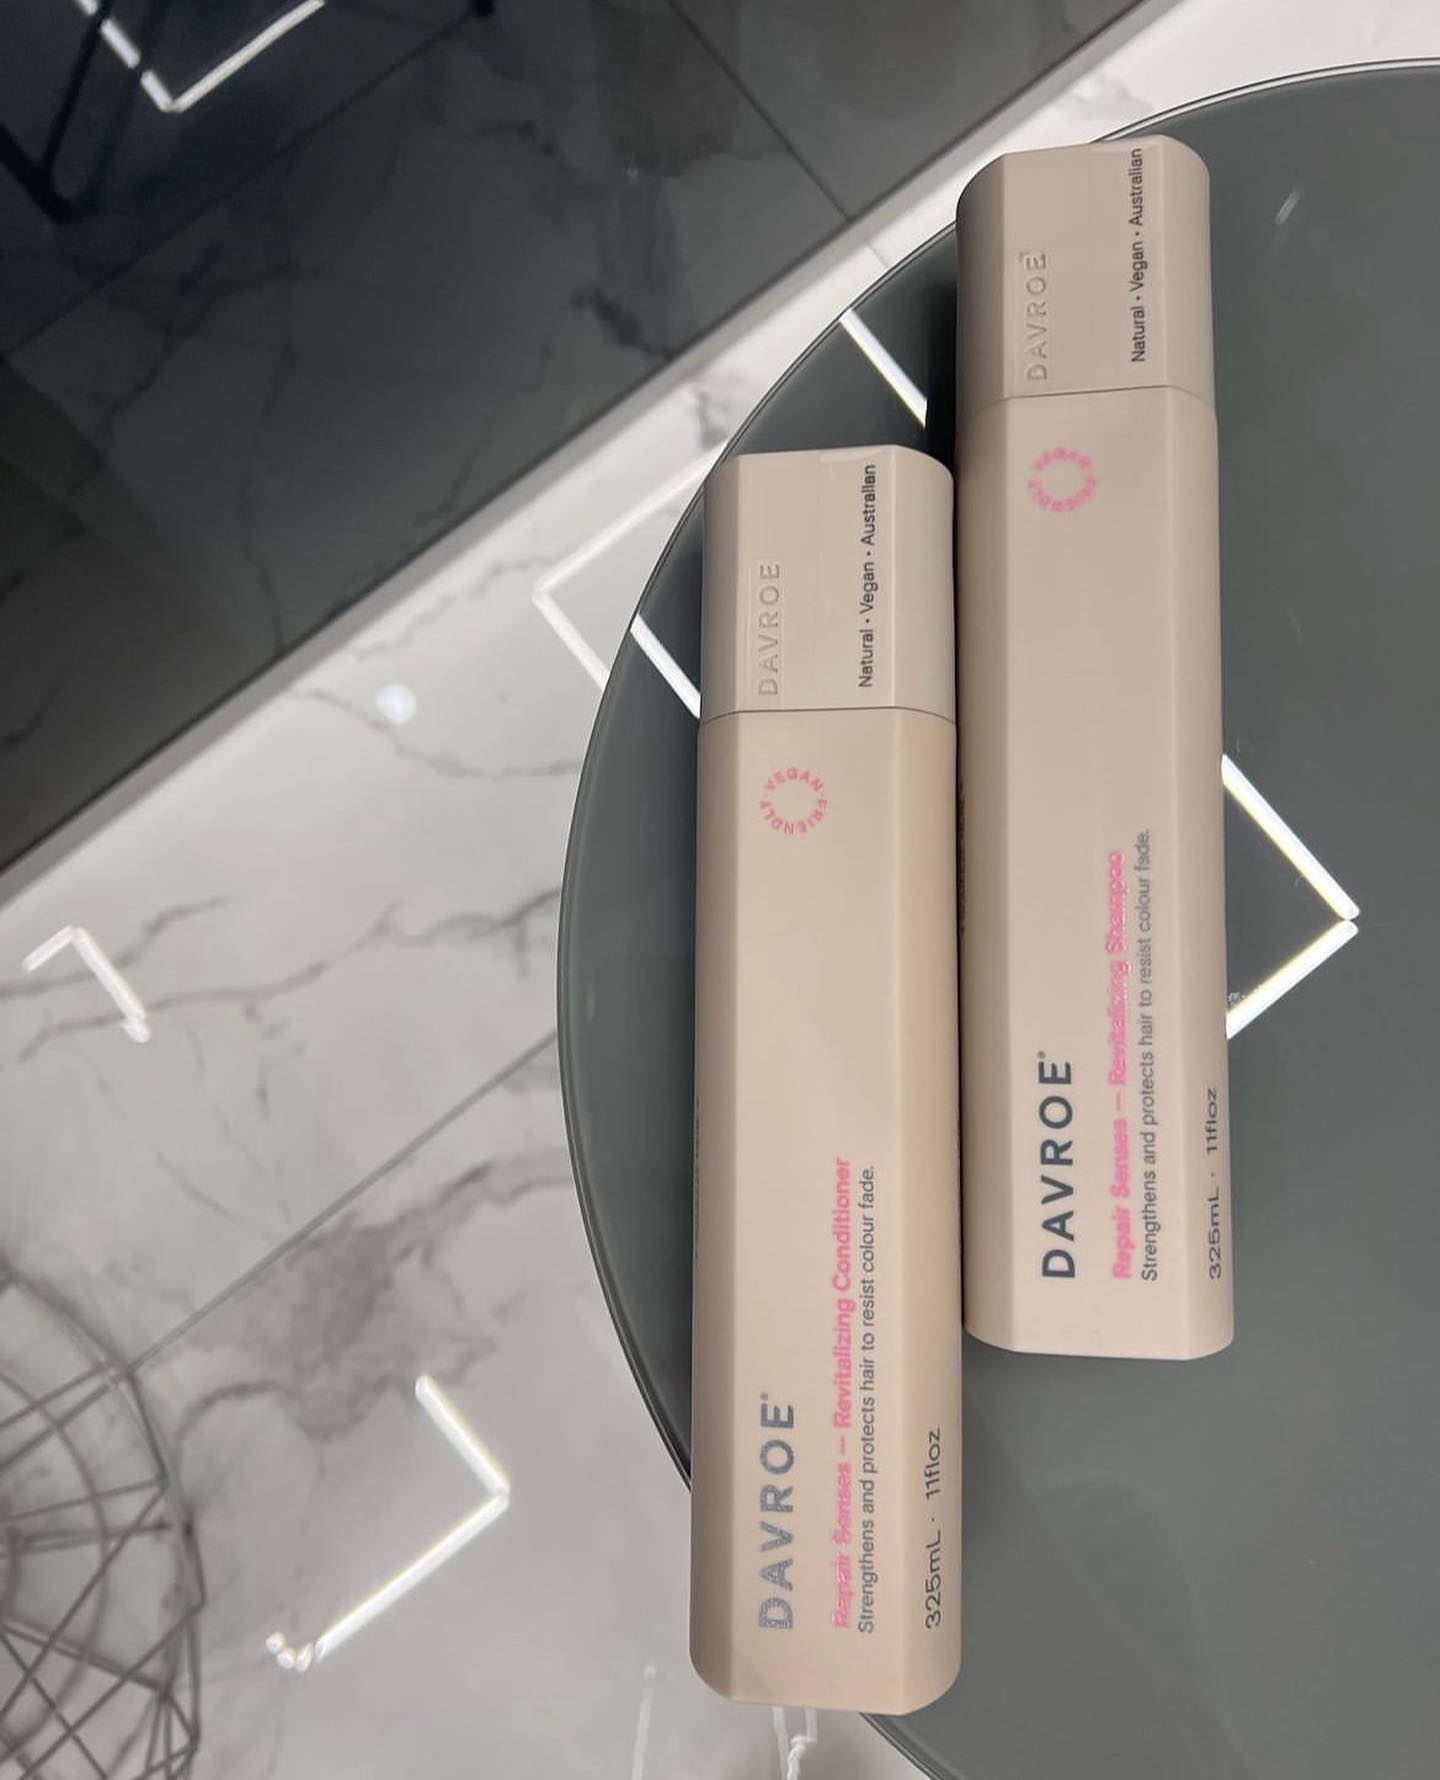 DAVROE
Natural • Vegan • Australian
VEGAN · FRIENDLY ·
DAVROE®
Repair Senses — Revitalizing Conditioner
Strengthens and protects hair to resist colour fade.
325mL · 11floz
DAVROE
Natural • Vegan • Australian
VEGAN · FRIENDLY ·
DAVROE®
Repair Senses — Revitalizing Shampoo
Strengthens and protects hair to resist colour fade.
325mL · 11floz